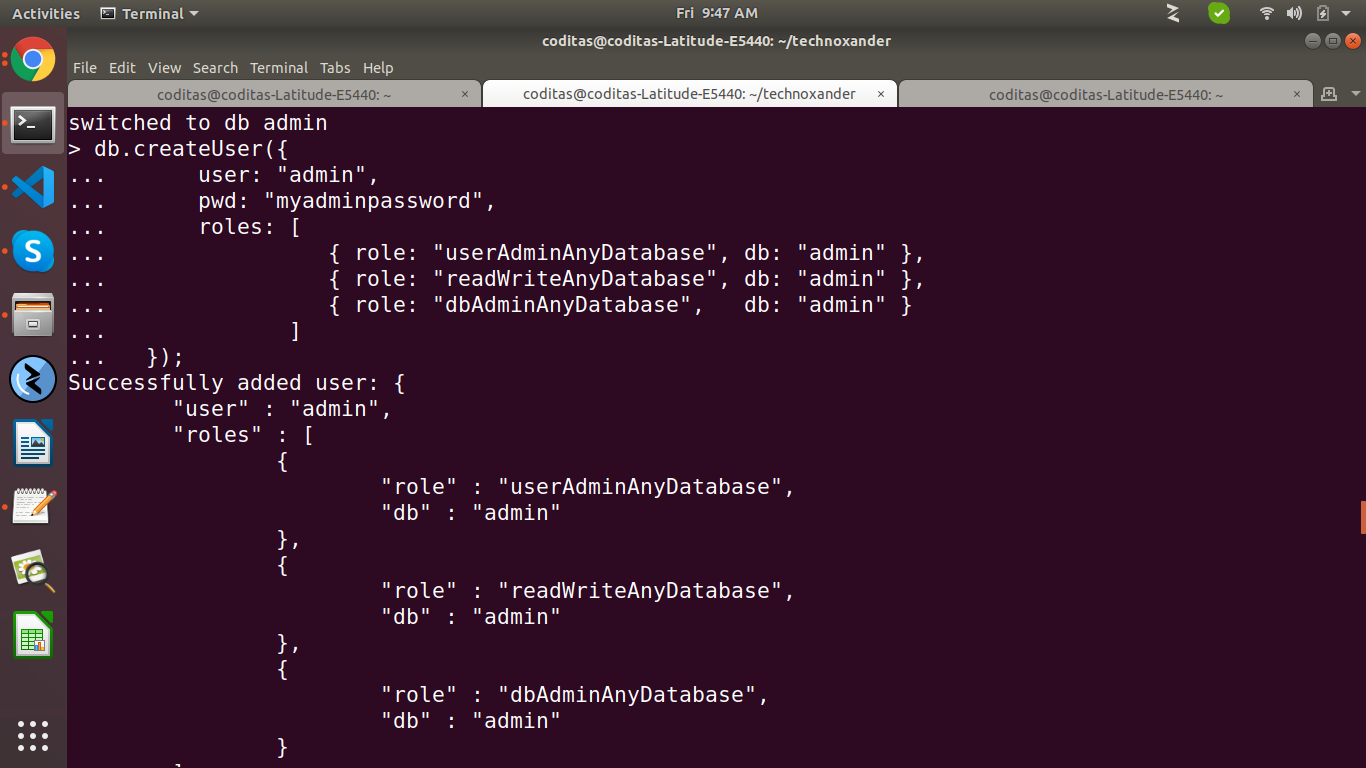 Activities Terminal Fri 9:47 AM
coditas@coditas-Latitude-E5440: ~/technoxander
File Edit View Search Terminal Tabs Help
coditas@coditas-Latitude-E5440: ~ × coditas@coditas-Latitude-E5440: ~/technoxander × coditas@coditas-Latitude-E5440: ~ ×
switched to db admin
> db.createUser({
...       user: "admin",
...       pwd: "myadminpassword",
...       roles: [
...                 { role: "userAdminAnyDatabase", db: "admin" },
...                 { role: "readWriteAnyDatabase", db: "admin" },
...                 { role: "dbAdminAnyDatabase",   db: "admin" }
...              ]
...   });
Successfully added user: {
        "user" : "admin",
        "roles" : [
                {
                        "role" : "userAdminAnyDatabase",
                        "db" : "admin"
                },
                {
                        "role" : "readWriteAnyDatabase",
                        "db" : "admin"
                },
                {
                        "role" : "dbAdminAnyDatabase",
                        "db" : "admin"
                }
        ]